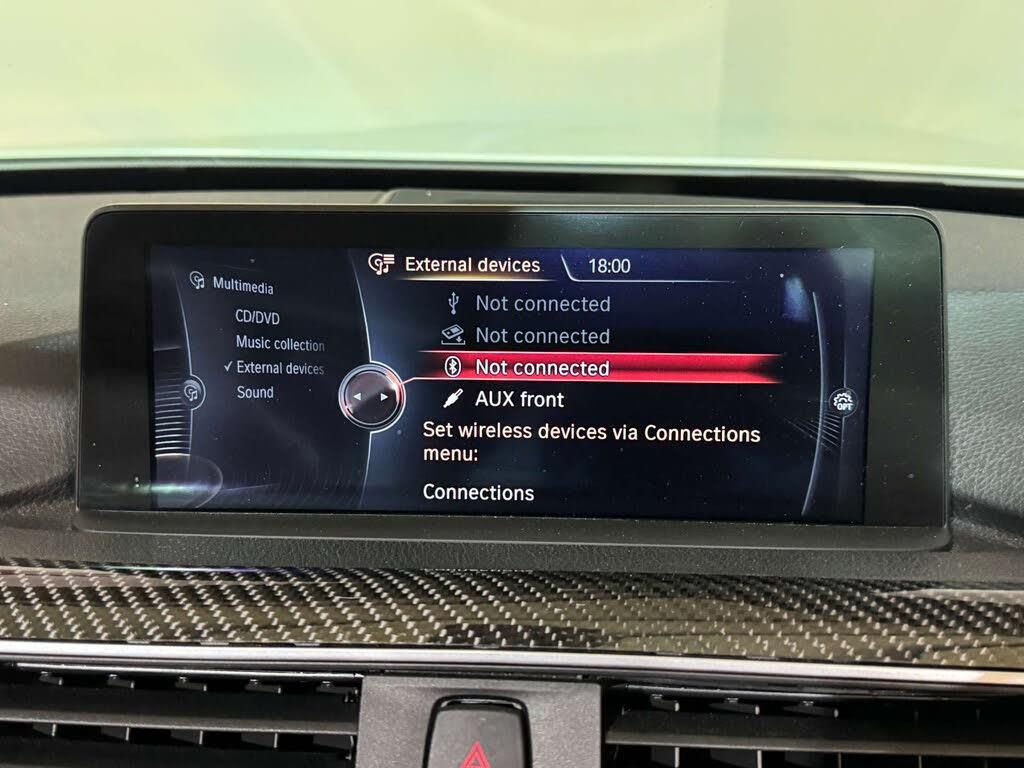 External devices
18:00
Multimedia
CD/DVD
Music collection
External devices
Sound
Not connected
Not connected
Not connected
AUX front
Set wireless devices via Connections
menu:
Connections
OPT